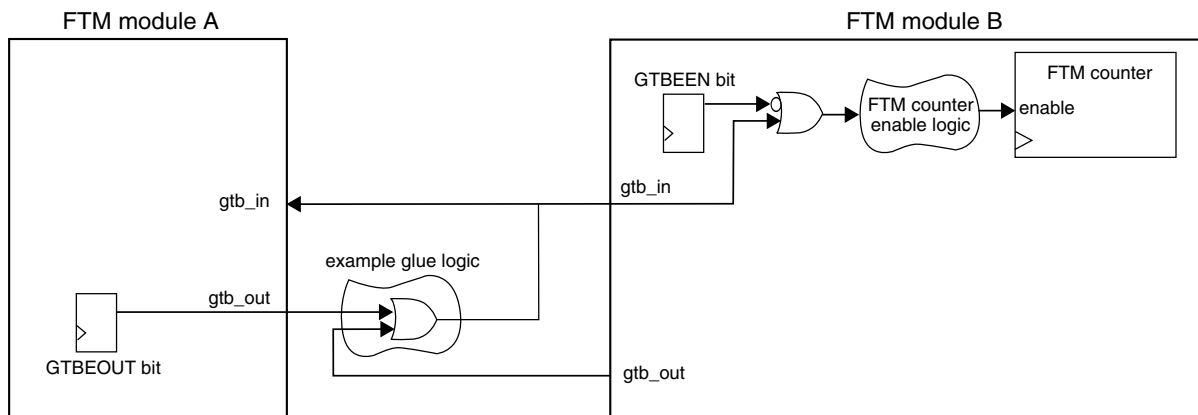 FTM module A
FTM module B
GTBEEN bit
FTM counter
enable
FTM counter
enable logic
gtb_in
gtb_in
example glue logic
gtb_out
GTBEOUT bit
gtb_out